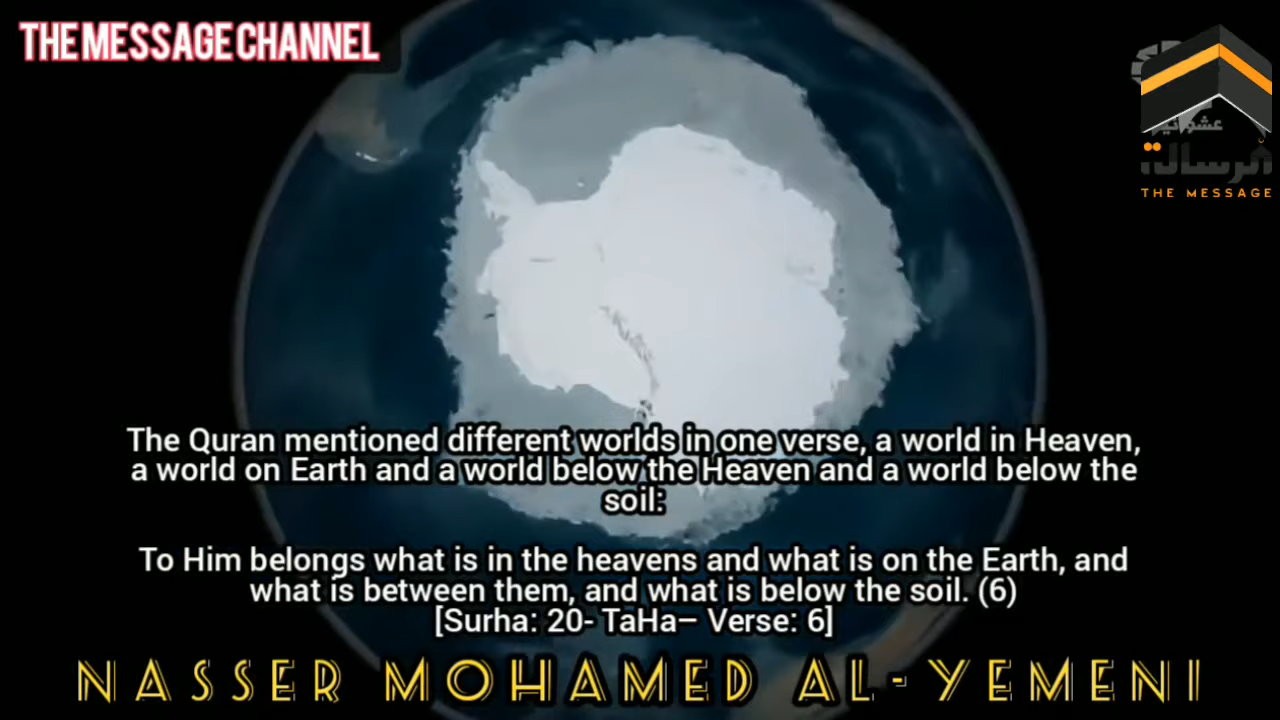 THE MESSAGE CHANNEL
عشر
الرسالة
THE MESSAGE
The Quran mentioned different worlds in one verse, a world in Heaven,
a world on Earth and a world below the Heaven and a world below the
soil:
To Him belongs what is in the heavens and what is on the Earth, and
what is between them, and what is below the soil. (6)
[Surha: 20- TaHa– Verse: 6]
NASSER MOHAMED AL-YEMENI